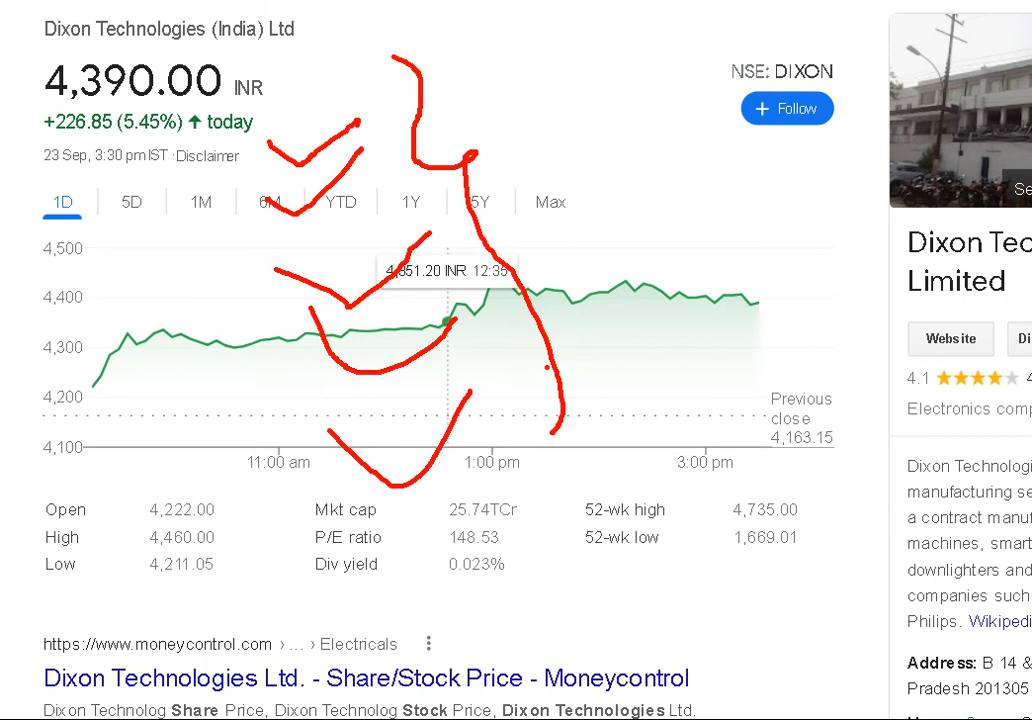 Dixon Technologies (India) Ltd
4,390.00 INR
+226.85 (5.45%) ↑ today
23 Sep, 3:30 pm IST · Disclaimer
NSE: DIXON
+ Follow
1D 5D 1M 6M YTD 1Y 5Y Max
4,500
4,400
4,300
4,200
4,100
4,351.20 INR 12:35
Previous
close
4,163.15
11:00 am 1:00 pm 3:00 pm
Open 4,222.00 Mkt cap 25.74TCr 52-wk high 4,735.00
High 4,460.00 P/E ratio 148.53 52-wk low 1,669.01
Low 4,211.05 Div yield 0.023%
https://www.moneycontrol.com › ... › Electricals
Dixon Technologies Ltd. - Share/Stock Price - Moneycontrol
Dixon Technolog Share Price, Dixon Technolog Stock Price, Dixon Technologies Ltd.
Se
Dixon Tec
Limited
Website Di
4.1
Electronics comp
Dixon Technologi
manufacturing se
a contract manuf
machines, smart
downlighters and
companies such
Philips. Wikipedi
Address: B 14 &
Pradesh 201305